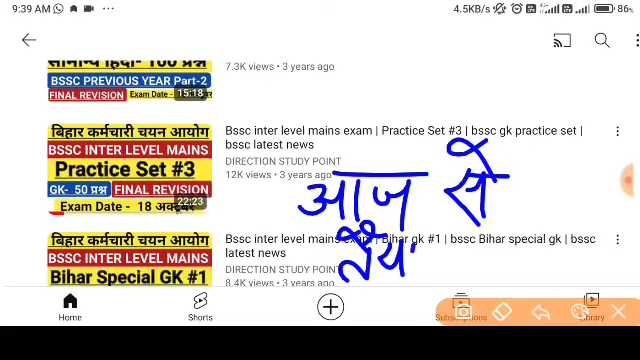 9:39 AM
4.5KB/s
86%
सामान्य हिंदी- 100 प्रश्न
BSSC PREVIOUS YEAR Part-2
FINAL REVISION Exam Date -
15:18
7.3K views • 3 years ago
बिहार कर्मचारी चयन आयोग
BSSC INTER LEVEL MAINS
Practice Set #3
GK- 50 प्रश्न FINAL REVISION
Exam Date - 18 अक्टूबर
22:23
Bssc inter level mains exam | Practice Set #3 | bssc gk practice set |
bssc latest news
DIRECTION STUDY POINT
12K views • 3 years ago
आज से
तैय
बिहार कर्मचारी चयन आयोग
BSSC INTER LEVEL MAINS
Bihar Special GK #1
Bssc inter level mains exam | Bihar gk #1 | bssc Bihar special gk | bssc
latest news
DIRECTION STUDY
8.4K views • 3 years ago
Home
Shorts
Subscriptions
Library